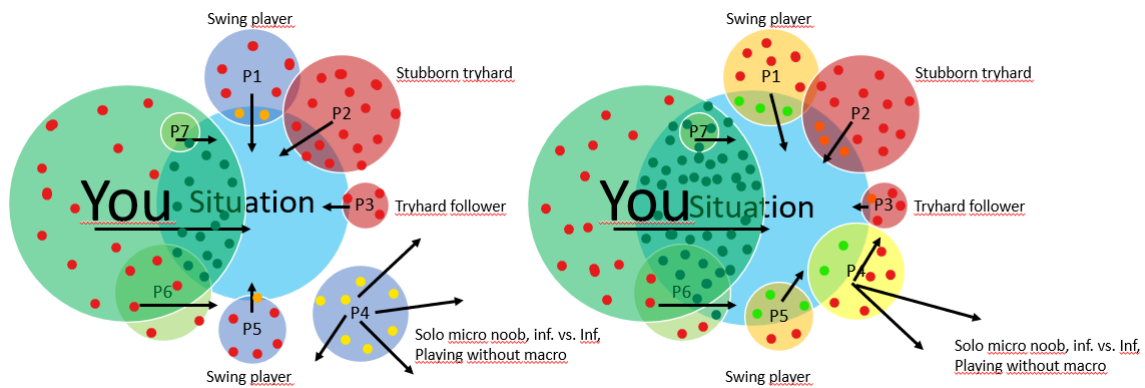 Swing player
P1
Stubborn tryhard
P2
P7
You
Situation
P3
Tryhard follower
P6
P5
P4
Solo micro noob, inf. vs. Inf,
Playing without macro
Swing player
Swing player
P1
Stubborn tryhard
P2
P7
You
Situation
P3
Tryhard follower
P4
P6
P5
Solo micro noob, inf. vs. Inf,
Playing without macro
Swing player